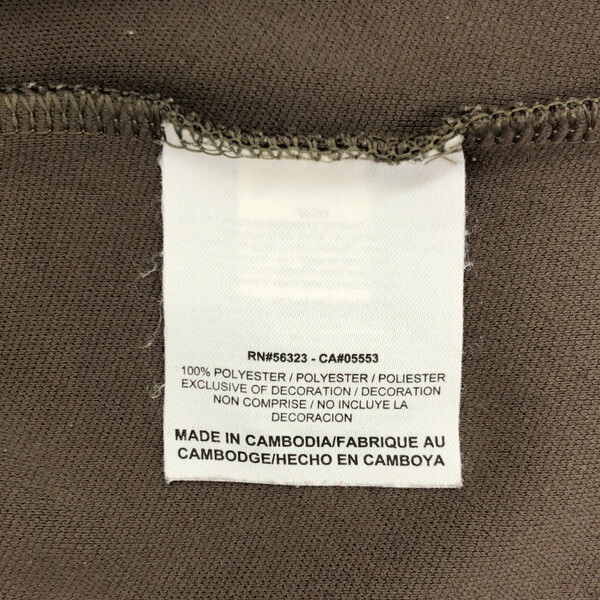 RN#56323 - CA#05553
100% POLYESTER / POLYESTER / POLIESTER
EXCLUSIVE OF DECORATION / DECORATION
NON COMPRISE / NO INCLUYE LA
DECORACION
MADE IN CAMBODIA/FABRIQUE AU
CAMBODGE/HECHO EN CAMBOYA